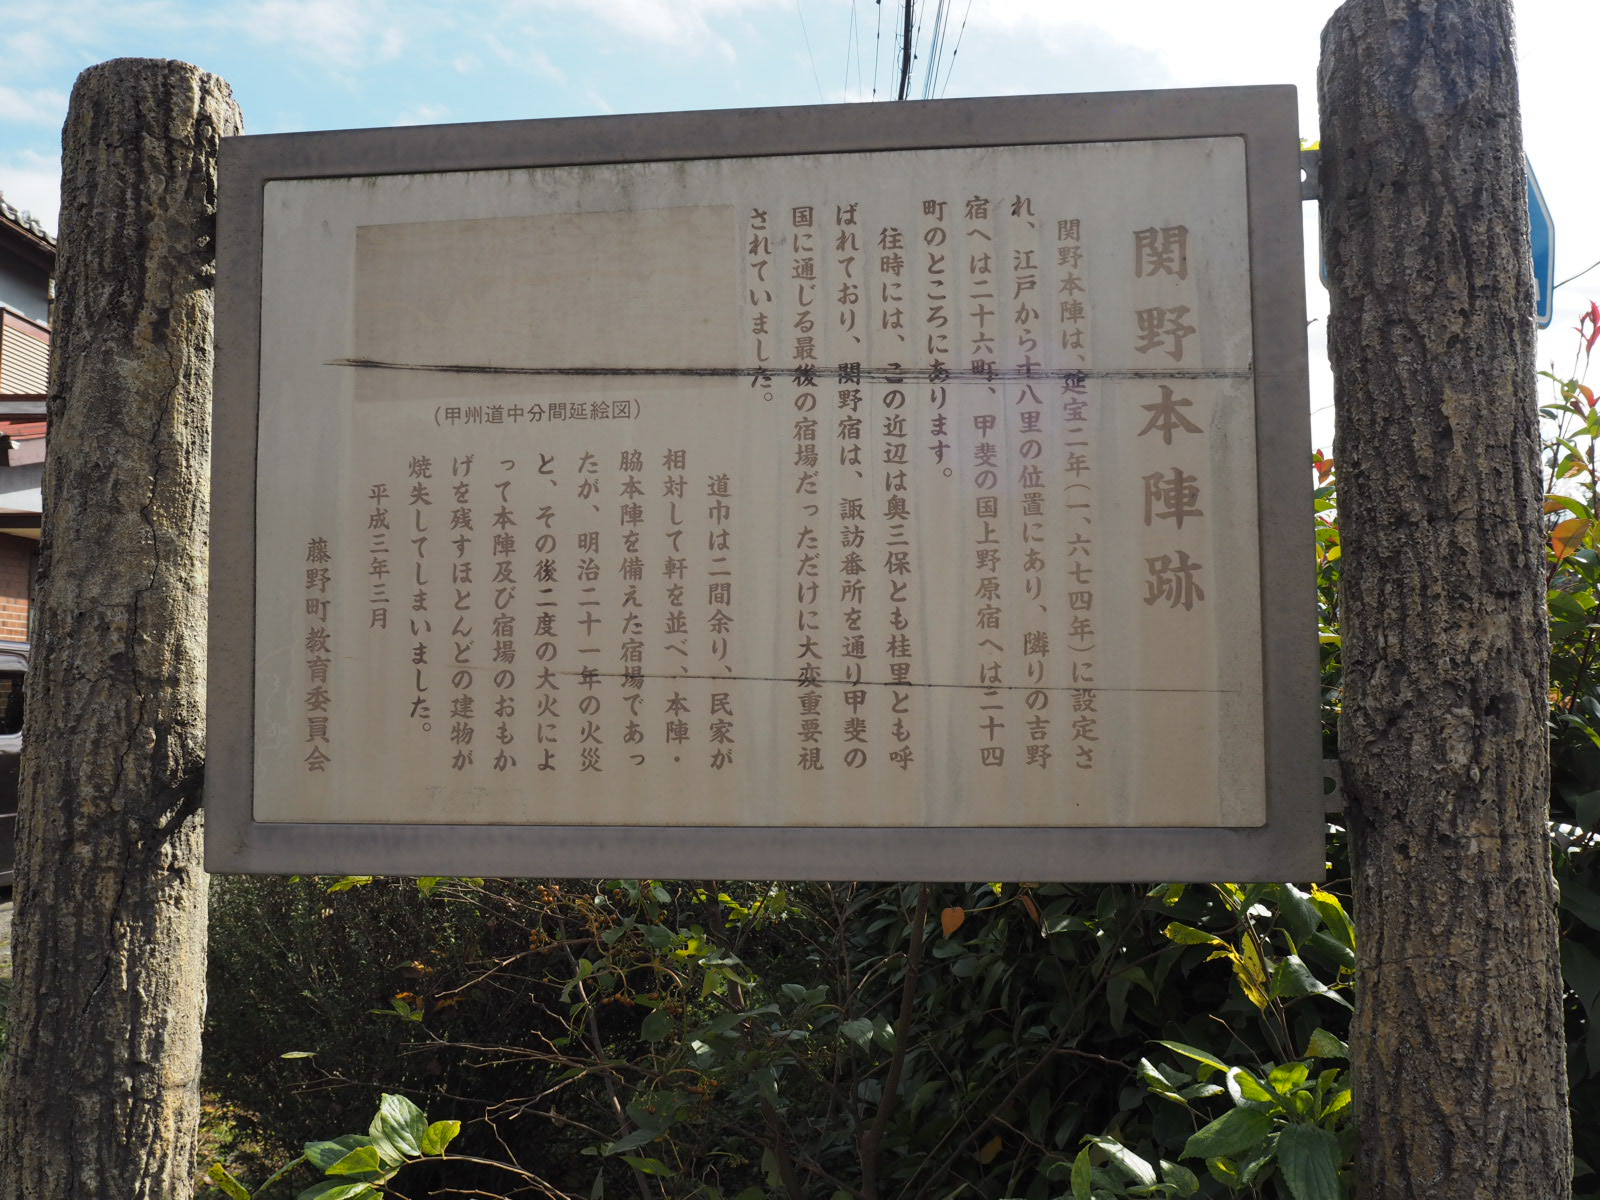 関野本陣跡
関野本陣は、延宝二年(一、六七四年)に設定さ
れ、江戸から十八里の位置にあり、隣りの吉野
宿へは二十六町、甲斐の国上野原宿へは二十四
町のところにあります。
往時には、この近辺は奥三保とも桂里とも呼
ばれており、関野宿は、諏訪番所を通り甲斐の
国に通じる最後の宿場だっただけに大変重要視
されていました。
(甲州道中分間延絵図)
道巾は二間余り、民家が
相対して軒を並べ、本陣・
脇本陣を備えた宿場であっ
たが、明治二十一年の火災
と、その後二度の大火によ
って本陣及び宿場のおもか
げを残すほとんどの建物が
焼失してしまいました。
平成三年三月
藤野町教育委員会